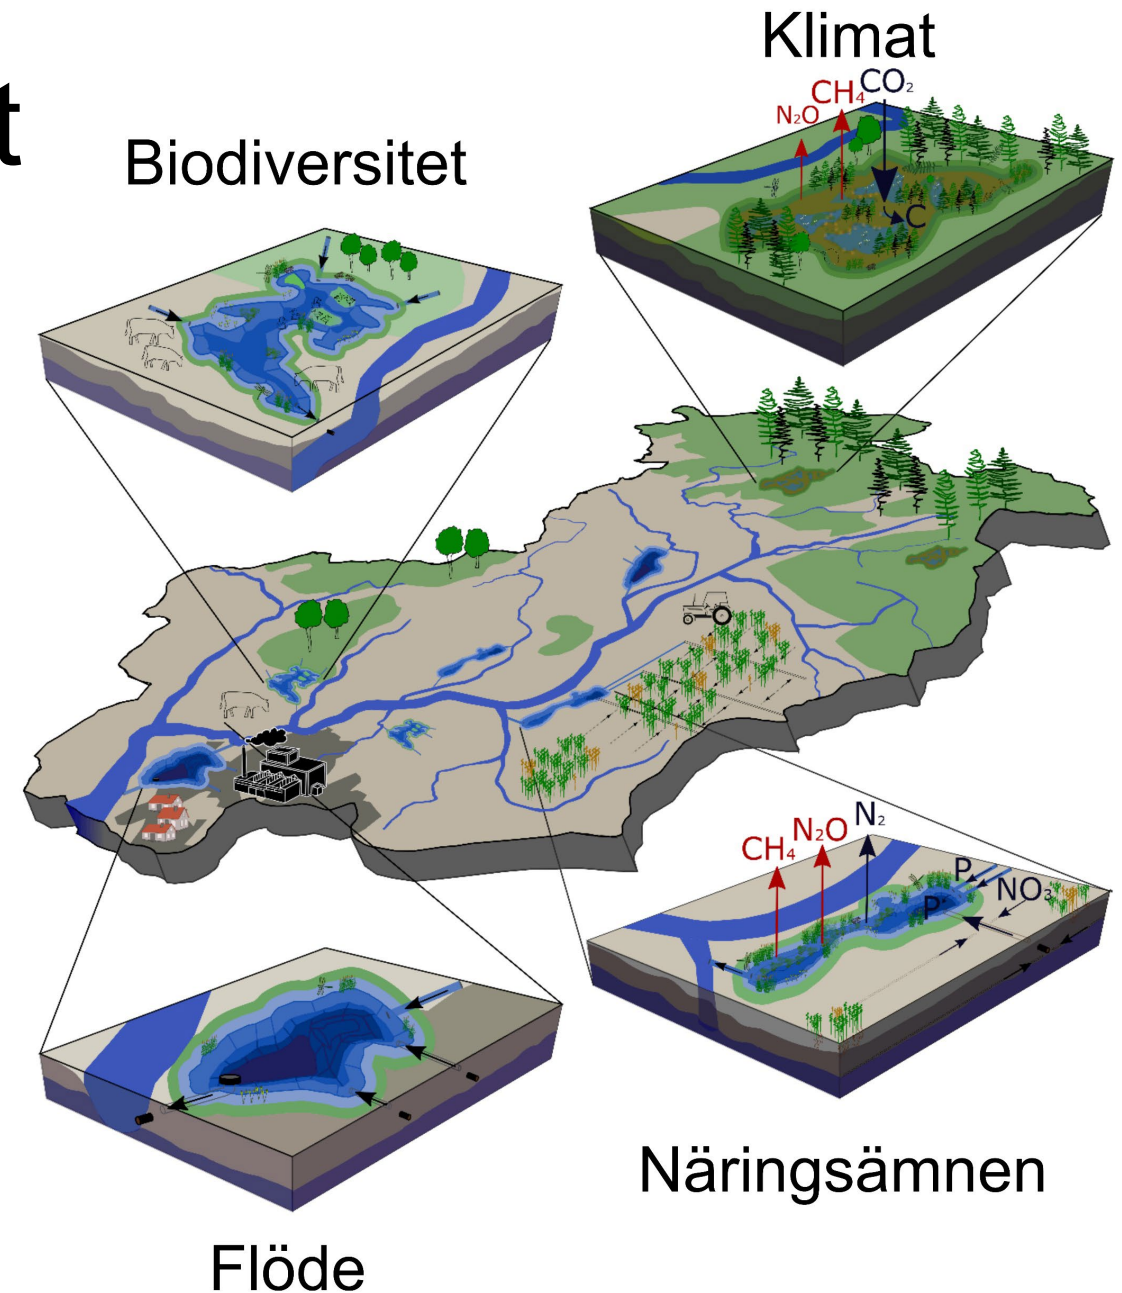 t
Klimat
CO₂
CH₄
N₂O
C
Biodiversitet
N₂
N₂O
CH₄
P
NO₃
P
Näringsämnen
Flöde